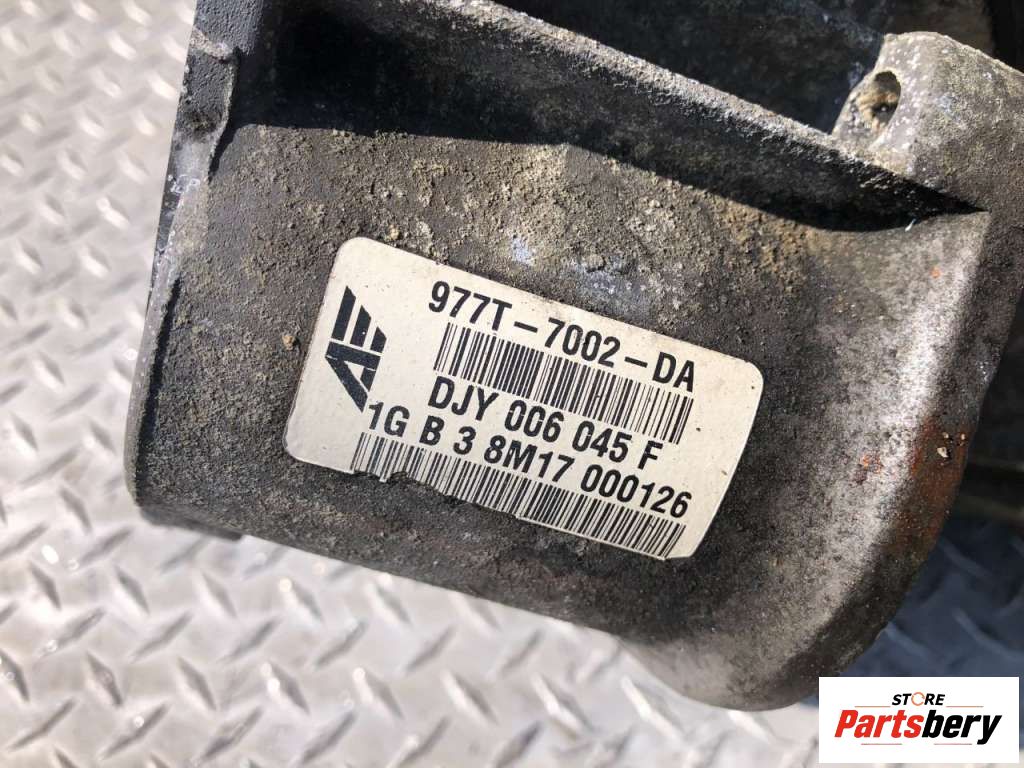 977T-7002-DA
DJY 006 045 F
1G B 3 8M17 000126
STORE
Partsbery